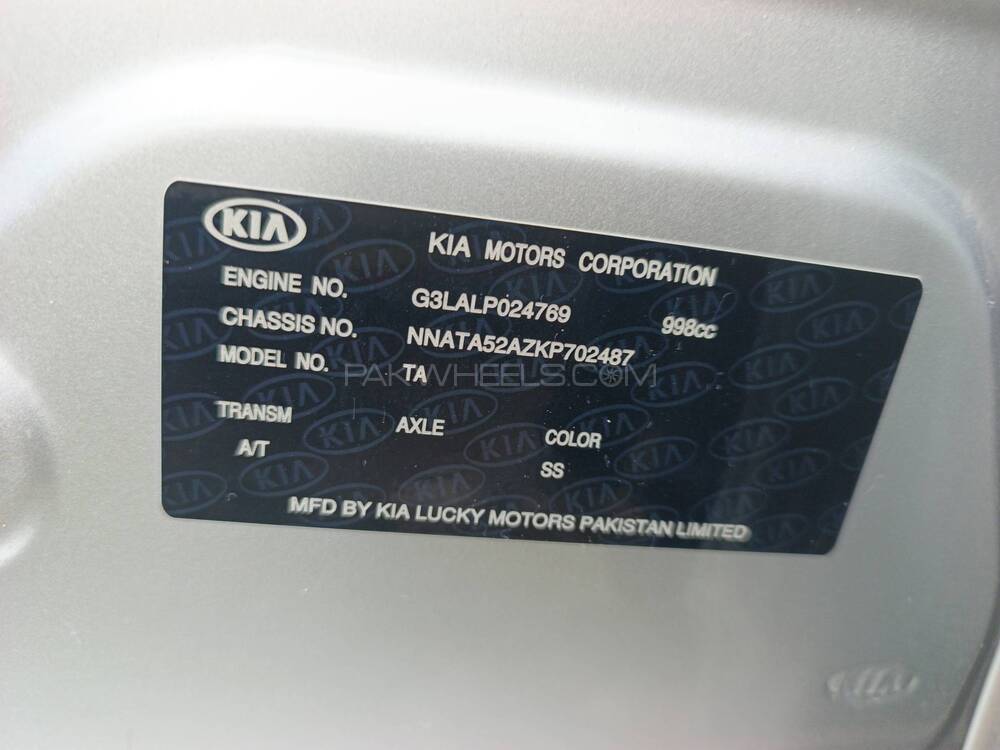 KIA
KIA MOTORS CORPORATION
ENGINE NO. G3LALP024769 998cc
CHASSIS NO. NNATA52AZKP702487
MODEL NO. TA
PAKWHEELS.COM
TRANSM AXLE COLOR
A/T SS
MFD BY KIA LUCKY MOTORS PAKISTAN LIMITED